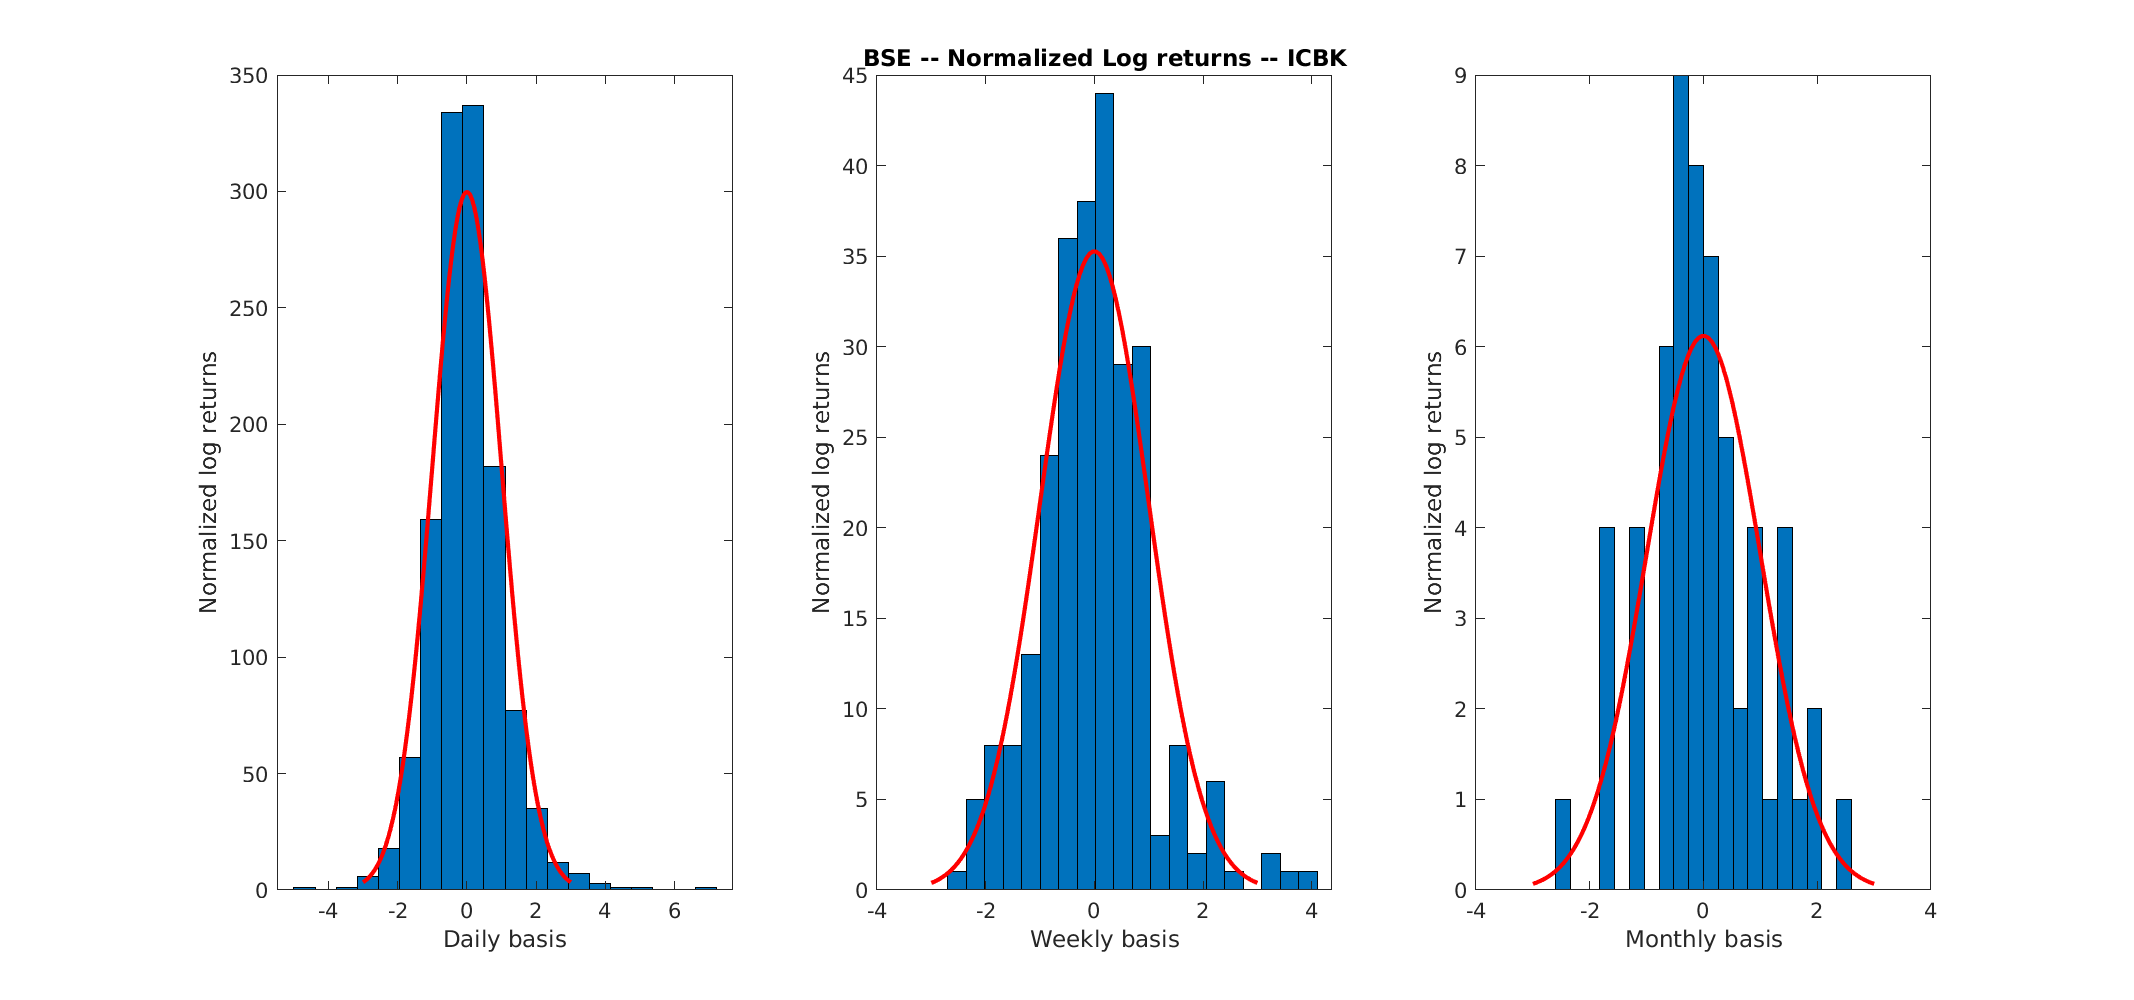 BSE -- Normalized Log returns -- ICBK
350
300
250
200
150
100
50
0
Normalized log returns
-4 -2 0 2 4 6
Daily basis
45
40
35
30
25
20
15
10
5
0
Normalized log returns
-4 -2 0 2 4
Weekly basis
9
8
7
6
5
4
3
2
1
0
Normalized log returns
-4 -2 0 2 4
Monthly basis